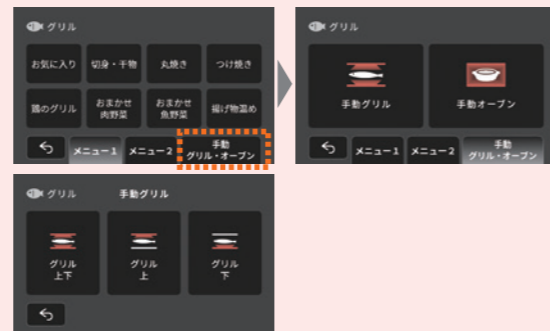 グリル
お気に入り 切身・干物 丸焼き つけ焼き
鶏のグリル おまかせ 肉野菜 おまかせ 魚野菜 揚げ物温め
メニュー1 メニュー2 手動 グリル・オーブン
グリル
手動グリル 手動オーブン
メニュー1 メニュー2 手動 グリル・オーブン
グリル 手動グリル
グリル 上下
グリル 上
グリル 下